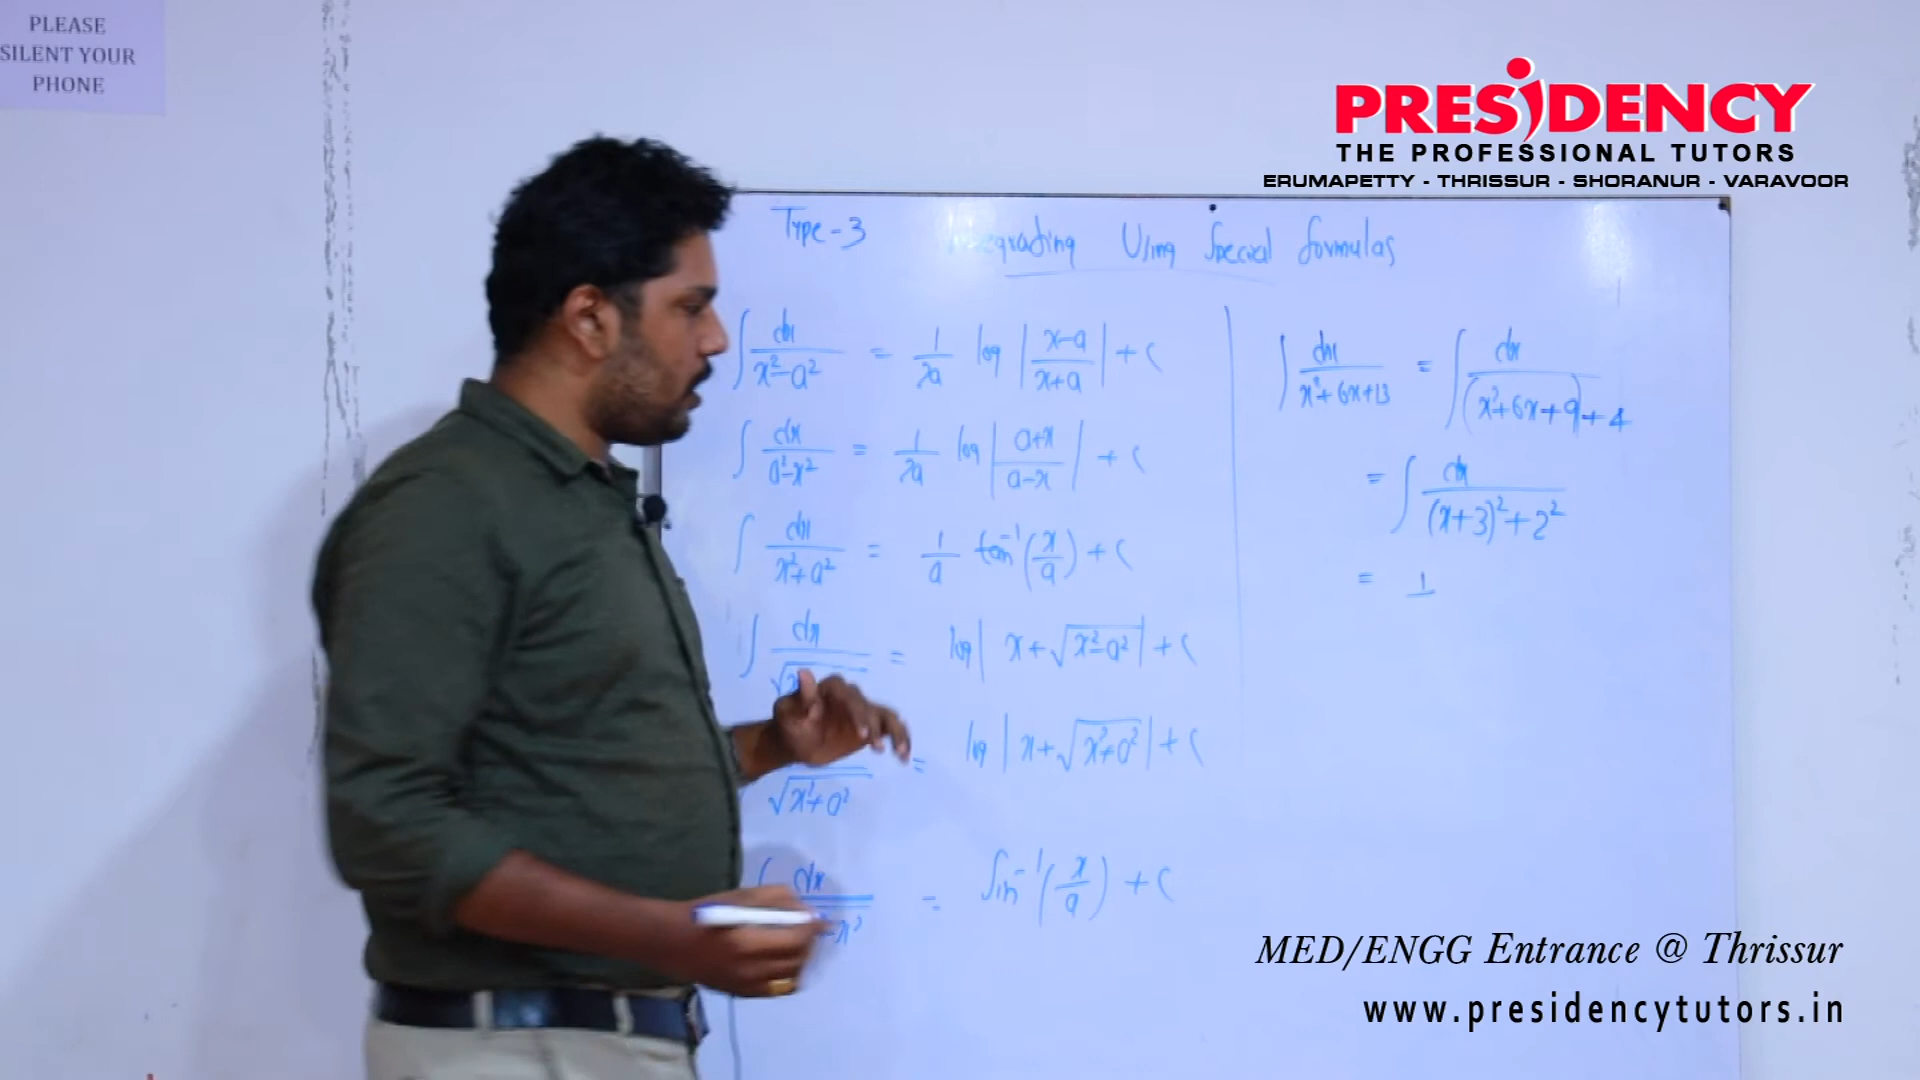 PLEASE
SILENT YOUR
PHONE
PRESIDENCY
THE PROFESSIONAL TUTORS
ERUMAPETTY - THRISSUR - SHORANUR - VARAVOOR
Type-3 Using Special formulas
∫ dx/(x²-a²) = 1/2a log |(x-a)/(x+a)| + C
∫ dx/(a²-x²) = 1/2a log |(a+x)/(a-x)| + C
∫ dx/(x²+a²) = 1/a tan⁻¹(x/a) + C
∫ dx/√ = log | x+√(x²-a²) | + C
√(x²+a²) = log | x+√(x²+a²) | + C
∫ dx = Sin⁻¹(x/a) + C
∫ dx/(x²+6x+13) = ∫ dx/((x²+6x+9)+4)
= ∫ dx/((x+3)²+2²)
= 1
MED/ENGG Entrance @ Thrissur
www.presidencytutors.in